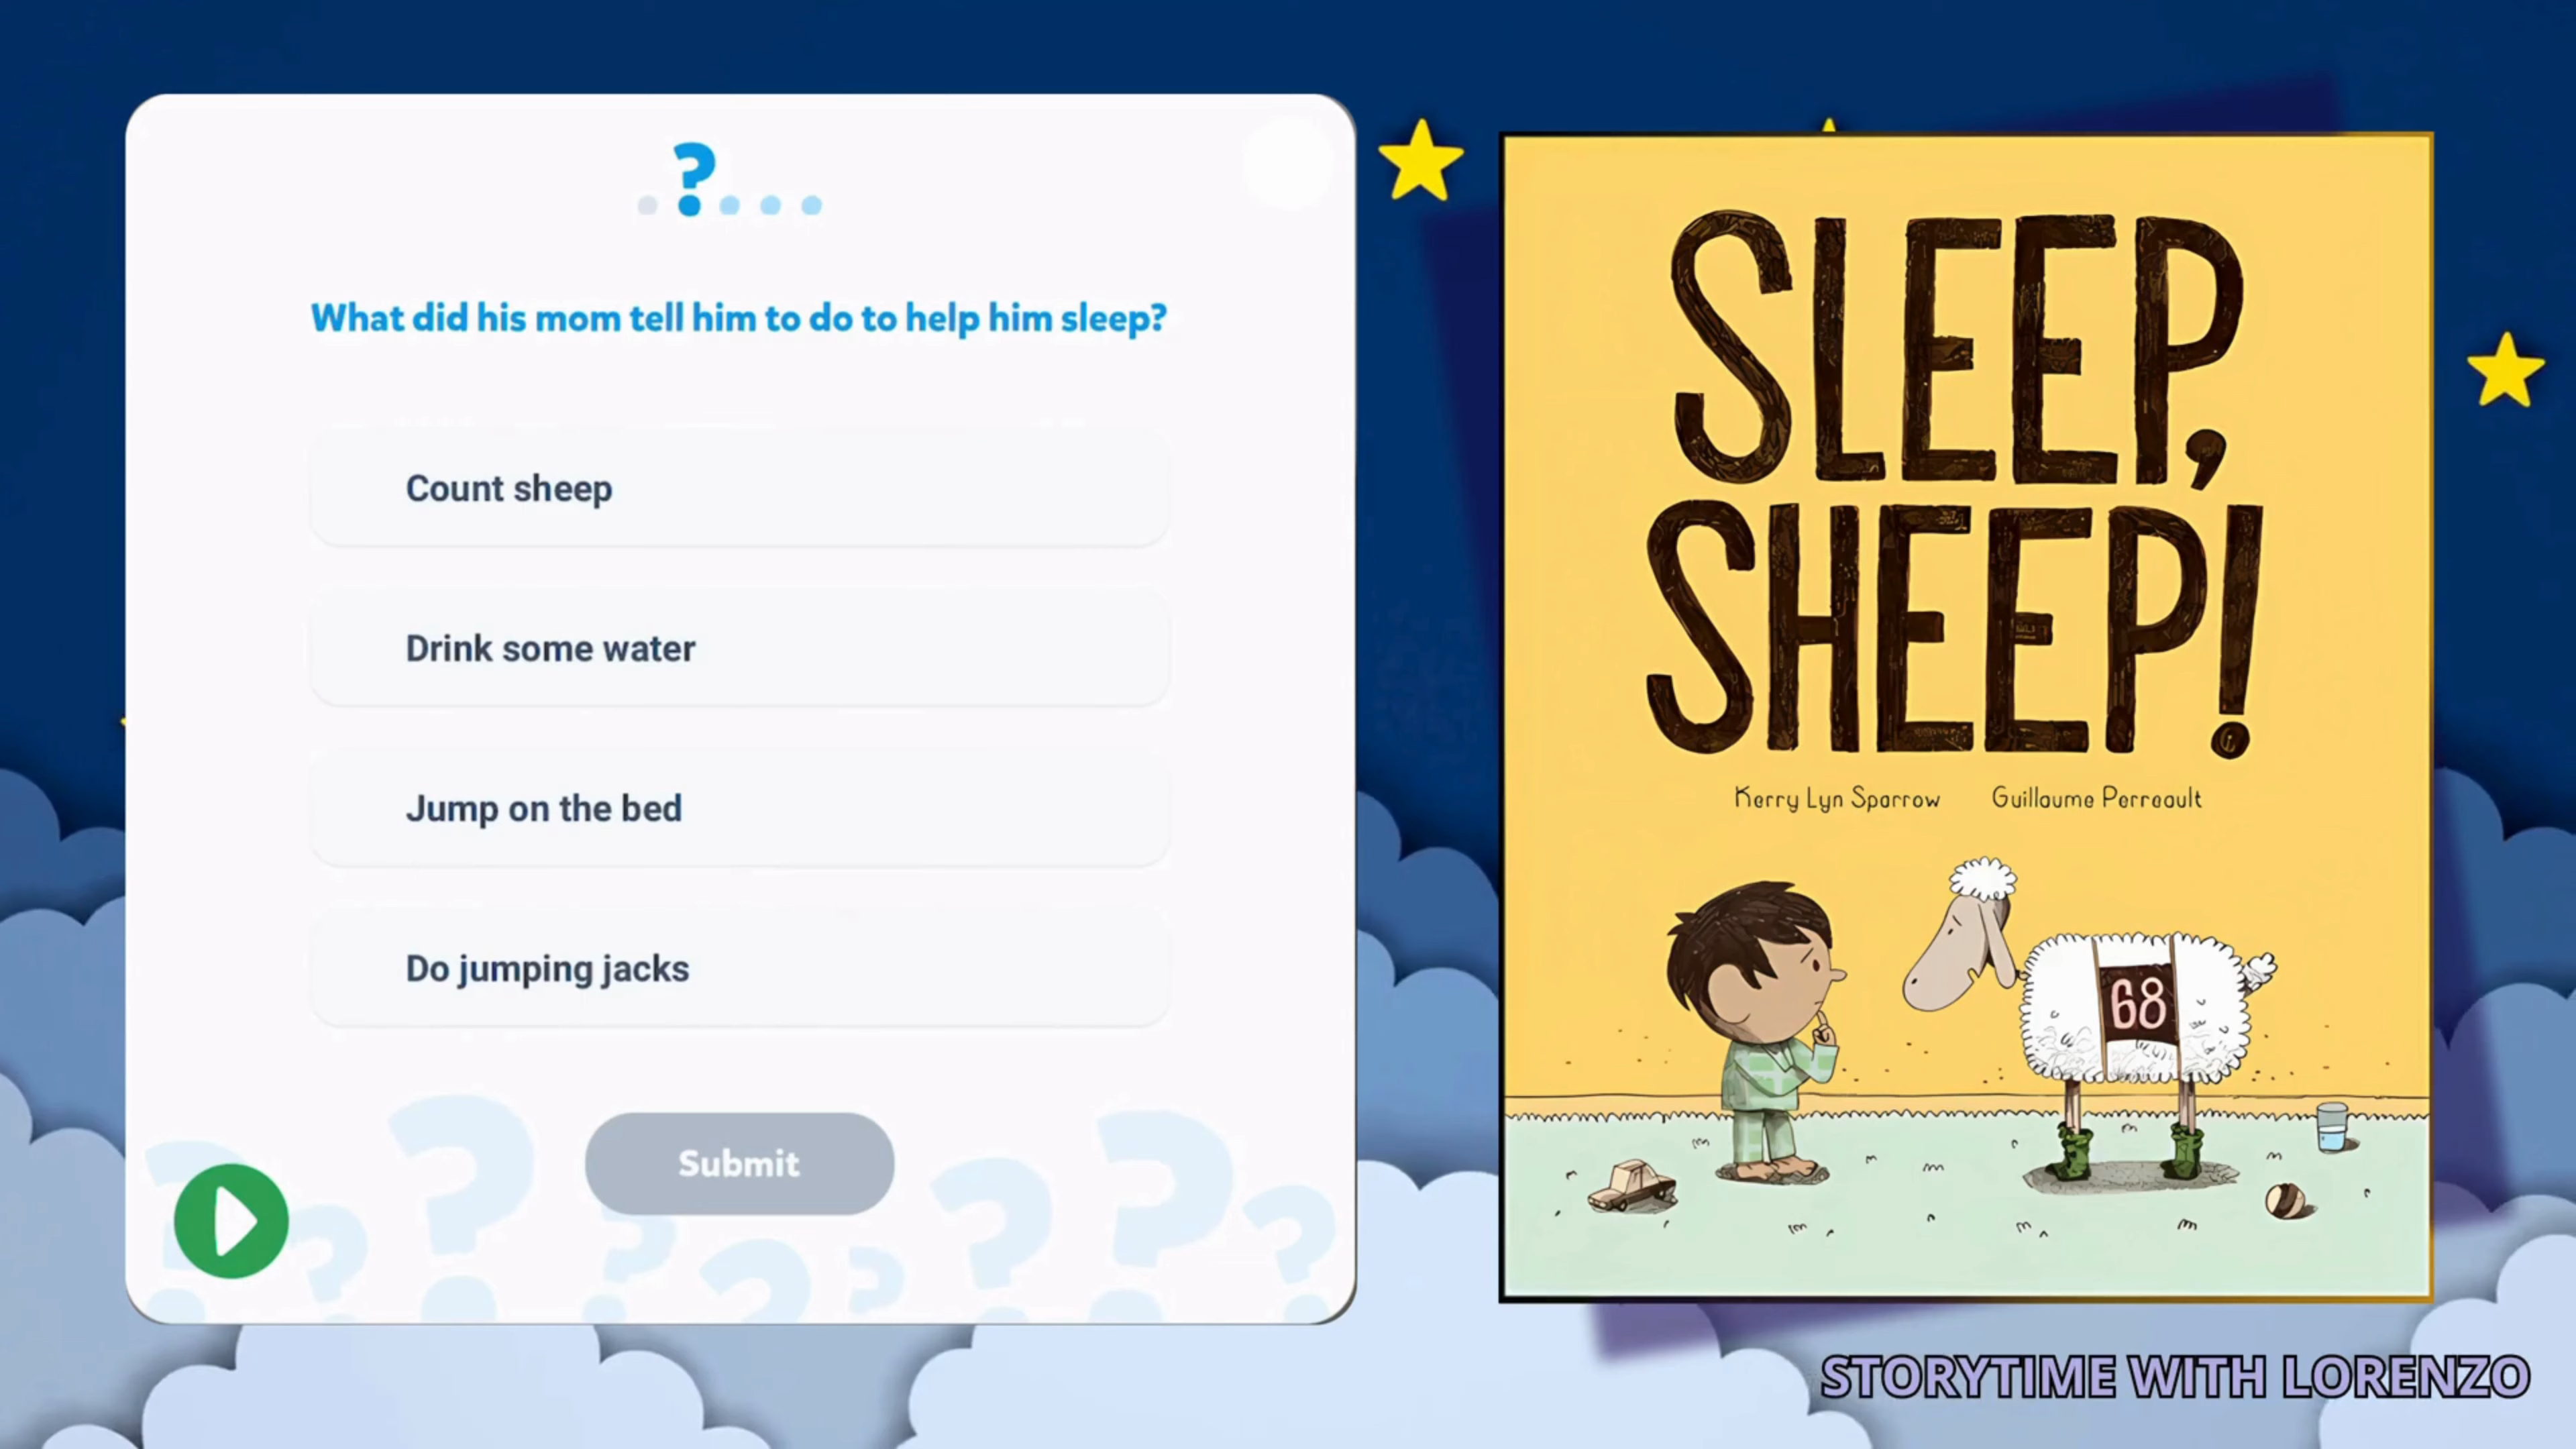 ?
What did his mom tell him to do to help him sleep?
Count sheep
Drink some water
Jump on the bed
Do jumping jacks
Submit
SLEEP,
SHEEP!
Kerry Lyn Sparrow Guillaume Perreault
68
STORYTIME WITH LORENZO